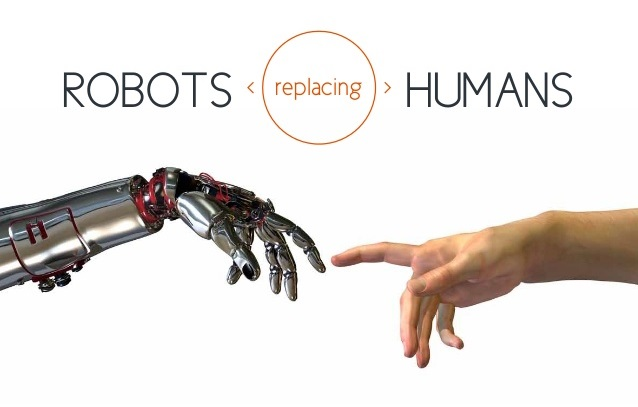 ROBOTS < replacing > HUMANS